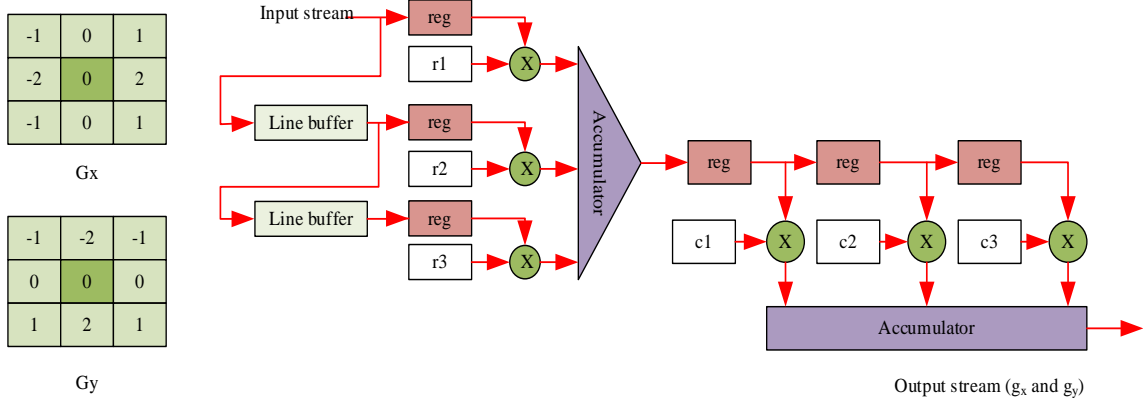 -1 0 1
-2 0 2
-1 0 1
Gx
-1 -2 -1
0 0 0
1 2 1
Gy
Input stream
reg
r1
X
Line buffer
reg
r2
X
Line buffer
reg
r3
X
Accumulator
reg
reg
reg
c1
X
c2
X
c3
X
Accumulator
Output stream (gx and gy)